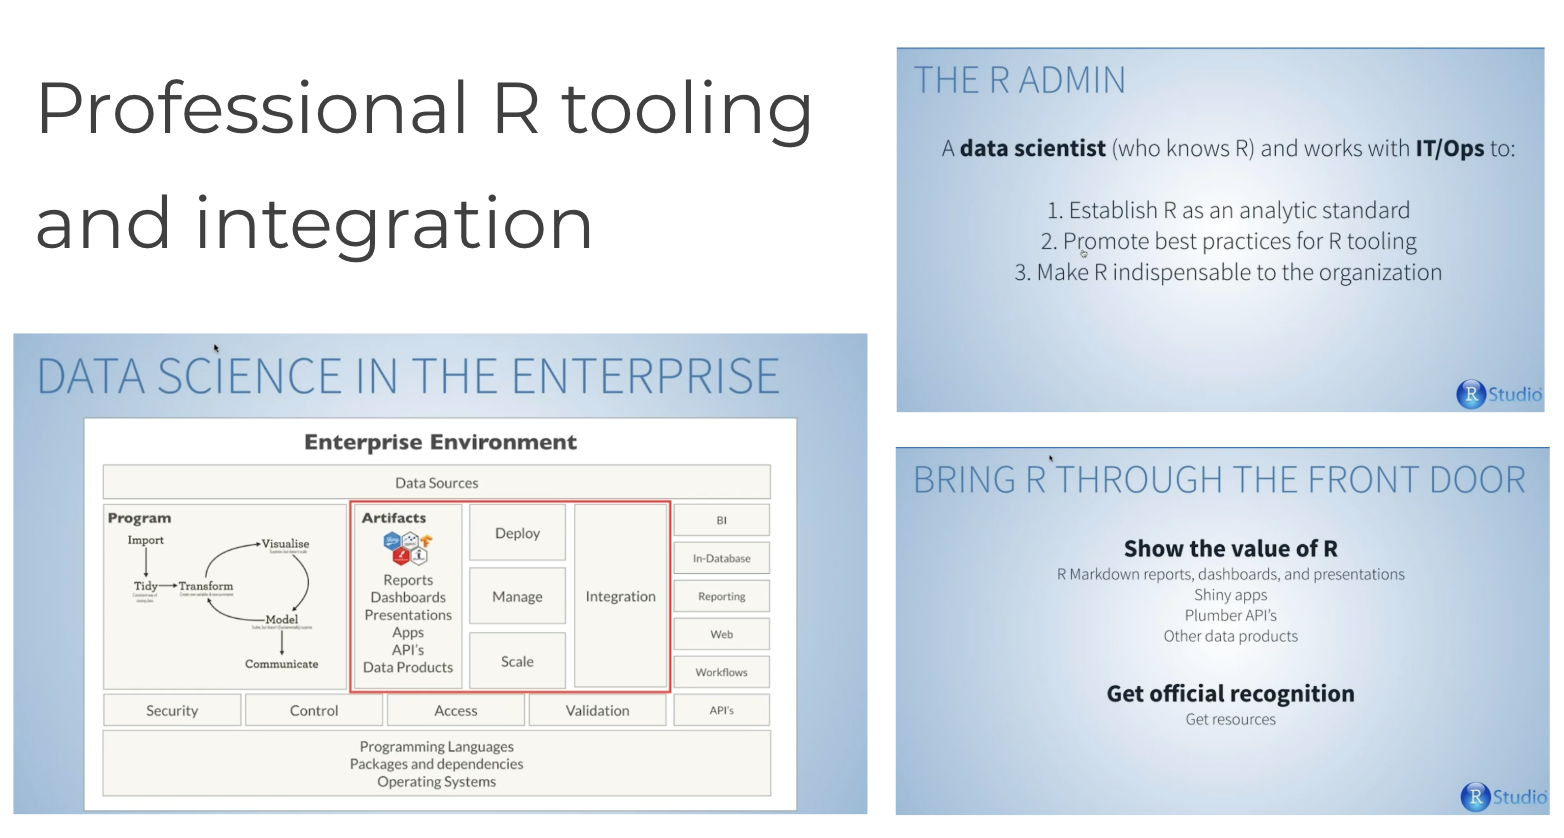 Professional R tooling
and integration
DATA SCIENCE IN THE ENTERPRISE
Enterprise Environment
Data Sources
Program
Import
Tidy
Transform
Visualise
Model
Communicate
Artifacts
Reports
Dashboards
Presentations
Apps
API's
Data Products
Deploy
Manage
Scale
Integration
BI
In-Database
Reporting
Web
Workflows
API's
Security
Control
Access
Validation
Programming Languages
Packages and dependencies
Operating Systems
THE R ADMIN
A data scientist (who knows R) and works with IT/Ops to:
1. Establish R as an analytic standard
2. Promote best practices for R tooling
3. Make R indispensable to the organization
R Studio
BRING R THROUGH THE FRONT DOOR
Show the value of R
R Markdown reports, dashboards, and presentations
Shiny apps
Plumber API's
Other data products
Get official recognition
Get resources
R Studio